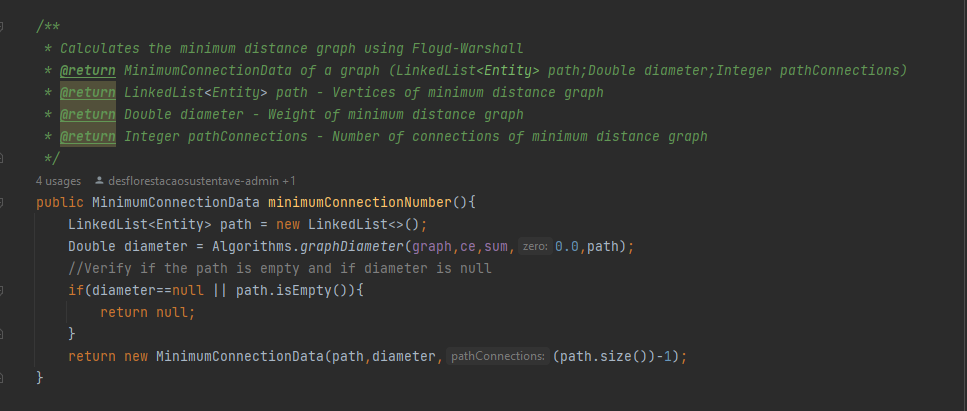 /**
 * Calculates the minimum distance graph using Floyd-Warshall
 * @return MinimumConnectionData of a graph (LinkedList<Entity> path;Double diameter;Integer pathConnections)
 * @return LinkedList<Entity> path - Vertices of minimum distance graph
 * @return Double diameter - Weight of minimum distance graph
 * @return Integer pathConnections - Number of connections of minimum distance graph
 */
4 usages desflorestacaosustentave-admin +1
public MinimumConnectionData minimumConnectionNumber(){
    LinkedList<Entity> path = new LinkedList<>();
    Double diameter = Algorithms.graphDiameter(graph,ce,sum, zero: 0.0,path);
    //Verify if the path is empty and if diameter is null
    if(diameter==null || path.isEmpty()){
        return null;
    }
    return new MinimumConnectionData(path,diameter, pathConnections: (path.size())-1);
}